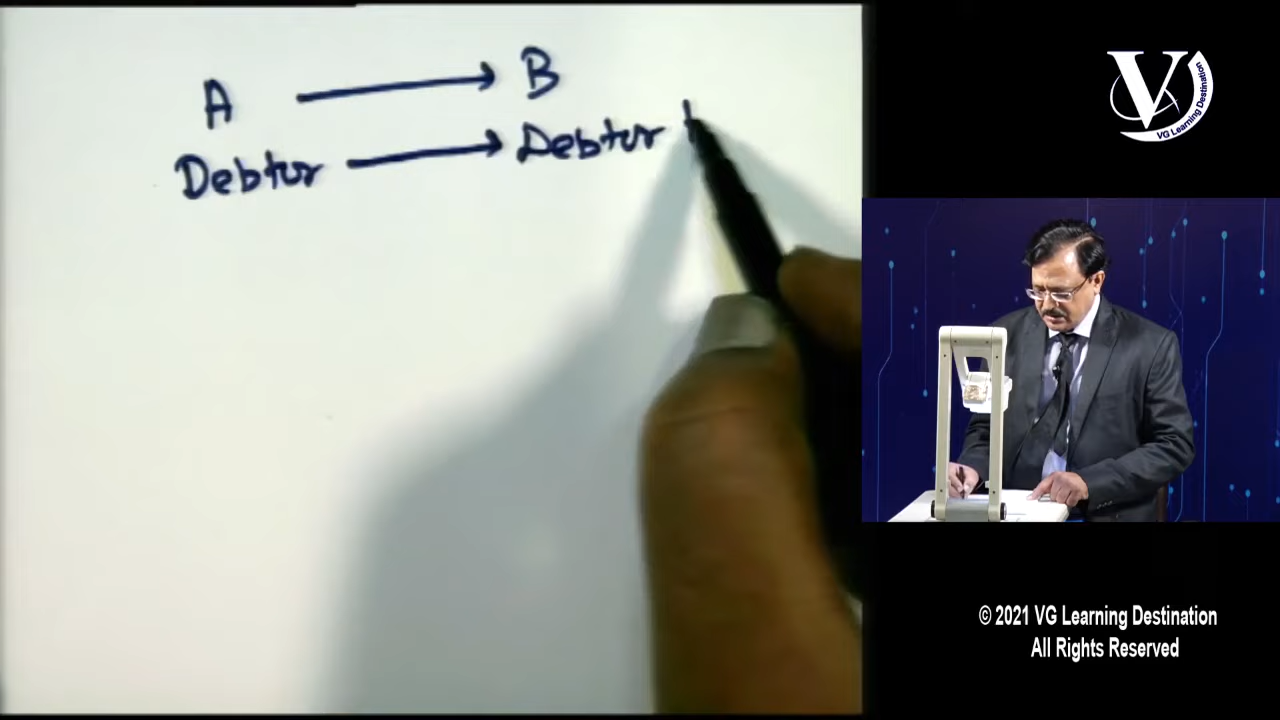 A → B
Debtor → Debtor
V
VG Learning Destination
© 2021 VG Learning Destination
All Rights Reserved